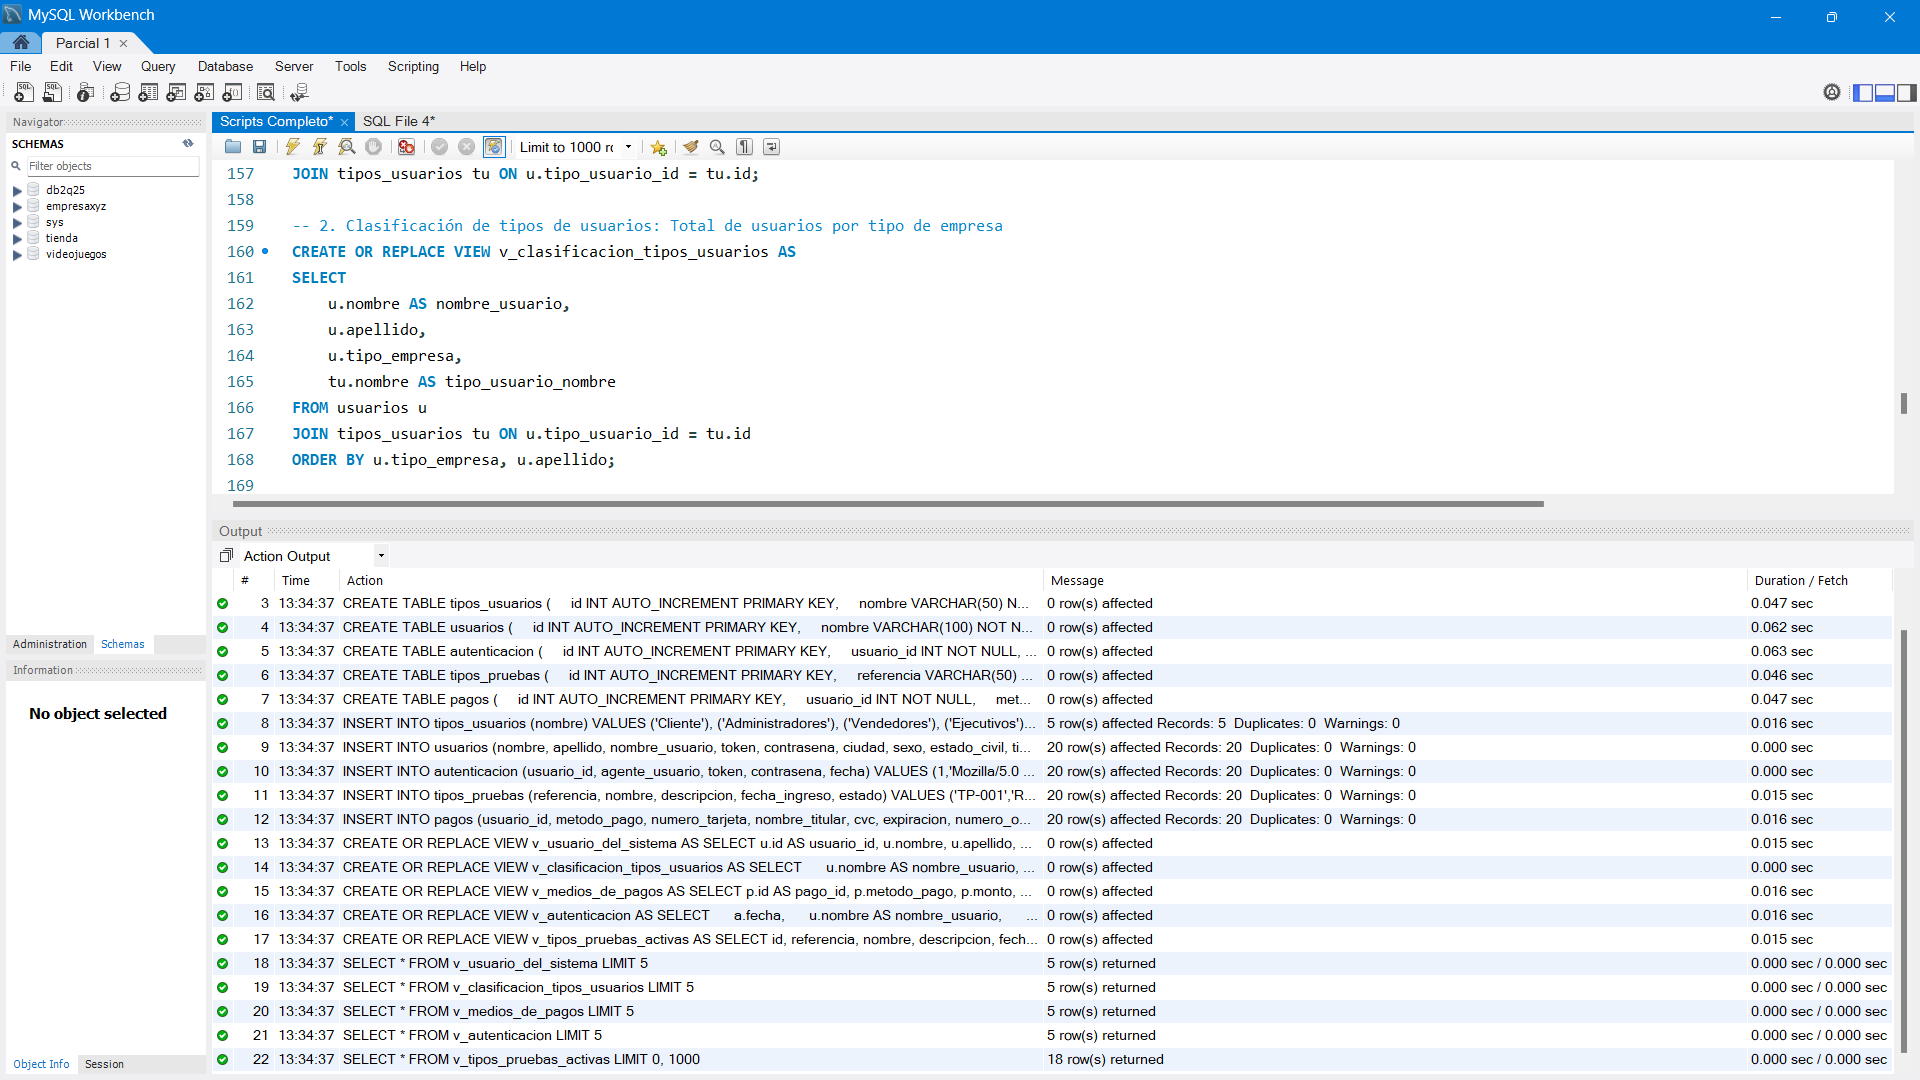 MySQL Workbench
Parcial 1
File Edit View Query Database Server Tools Scripting Help
Navigator
SCHEMAS
Filter objects
db2q25
empresaxyz
sys
tienda
videojuegos
Administration Schemas
Information
No object selected
Object Info Session
Scripts Completo* SQL File 4*
Limit to 1000 rc
157 JOIN tipos_usuarios tu ON u.tipo_usuario_id = tu.id;
158
159 -- 2. Clasificación de tipos de usuarios: Total de usuarios por tipo de empresa
160 CREATE OR REPLACE VIEW v_clasificacion_tipos_usuarios AS
161 SELECT
162 u.nombre AS nombre_usuario,
163 u.apellido,
164 u.tipo_empresa,
165 tu.nombre AS tipo_usuario_nombre
166 FROM usuarios u
167 JOIN tipos_usuarios tu ON u.tipo_usuario_id = tu.id
168 ORDER BY u.tipo_empresa, u.apellido;
169
Output
Action Output
# Time Action Message Duration / Fetch
3 13:34:37 CREATE TABLE tipos_usuarios ( id INT AUTO_INCREMENT PRIMARY KEY, nombre VARCHAR(50) N... 0 row(s) affected 0.047 sec
4 13:34:37 CREATE TABLE usuarios ( id INT AUTO_INCREMENT PRIMARY KEY, nombre VARCHAR(100) NOT N... 0 row(s) affected 0.062 sec
5 13:34:37 CREATE TABLE autenticacion ( id INT AUTO_INCREMENT PRIMARY KEY, usuario_id INT NOT NULL, ... 0 row(s) affected 0.063 sec
6 13:34:37 CREATE TABLE tipos_pruebas ( id INT AUTO_INCREMENT PRIMARY KEY, referencia VARCHAR(50) ... 0 row(s) affected 0.046 sec
7 13:34:37 CREATE TABLE pagos ( id INT AUTO_INCREMENT PRIMARY KEY, usuario_id INT NOT NULL, met... 0 row(s) affected 0.047 sec
8 13:34:37 INSERT INTO tipos_usuarios (nombre) VALUES ('Cliente'), ('Administradores'), ('Vendedores'), ('Ejecutivos')... 5 row(s) affected Records: 5 Duplicates: 0 Warnings: 0 0.016 sec
9 13:34:37 INSERT INTO usuarios (nombre, apellido, nombre_usuario, token, contrasena, ciudad, sexo, estado_civil, ti... 20 row(s) affected Records: 20 Duplicates: 0 Warnings: 0 0.000 sec
10 13:34:37 INSERT INTO autenticacion (usuario_id, agente_usuario, token, contrasena, fecha) VALUES (1,'Mozilla/5.0 ... 20 row(s) affected Records: 20 Duplicates: 0 Warnings: 0 0.000 sec
11 13:34:37 INSERT INTO tipos_pruebas (referencia, nombre, descripcion, fecha_ingreso, estado) VALUES ('TP-001','R... 20 row(s) affected Records: 20 Duplicates: 0 Warnings: 0 0.015 sec
12 13:34:37 INSERT INTO pagos (usuario_id, metodo_pago, numero_tarjeta, nombre_titular, cvc, expiracion, numero_o... 20 row(s) affected Records: 20 Duplicates: 0 Warnings: 0 0.016 sec
13 13:34:37 CREATE OR REPLACE VIEW v_usuario_del_sistema AS SELECT u.id AS usuario_id, u.nombre, u.apellido, ... 0 row(s) affected 0.015 sec
14 13:34:37 CREATE OR REPLACE VIEW v_clasificacion_tipos_usuarios AS SELECT u.nombre AS nombre_usuario, ... 0 row(s) affected 0.000 sec
15 13:34:37 CREATE OR REPLACE VIEW v_medios_de_pagos AS SELECT p.id AS pago_id, p.metodo_pago, p.monto, ... 0 row(s) affected 0.016 sec
16 13:34:37 CREATE OR REPLACE VIEW v_autenticacion AS SELECT a.fecha, u.nombre AS nombre_usuario, ... 0 row(s) affected 0.016 sec
17 13:34:37 CREATE OR REPLACE VIEW v_tipos_pruebas_activas AS SELECT id, referencia, nombre, descripcion, fech... 0 row(s) affected 0.015 sec
18 13:34:37 SELECT * FROM v_usuario_del_sistema LIMIT 5 5 row(s) returned 0.000 sec / 0.000 sec
19 13:34:37 SELECT * FROM v_clasificacion_tipos_usuarios LIMIT 5 5 row(s) returned 0.000 sec / 0.000 sec
20 13:34:37 SELECT * FROM v_medios_de_pagos LIMIT 5 5 row(s) returned 0.000 sec / 0.000 sec
21 13:34:37 SELECT * FROM v_autenticacion LIMIT 5 5 row(s) returned 0.000 sec / 0.000 sec
22 13:34:37 SELECT * FROM v_tipos_pruebas_activas LIMIT 0, 1000 18 row(s) returned 0.000 sec / 0.000 sec